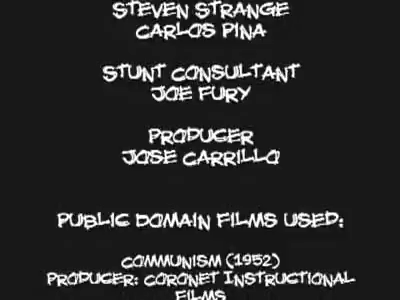 STEVEN STRANGE
CARLOS PINA
STUNT CONSULTANT
JOE FURY
PRODUCER
JOSE CARRILLO
PUBLIC DOMAIN FILMS USED:
COMMUNISM (1952)
PRODUCER: CORONET INSTRUCTIONAL
FILMS